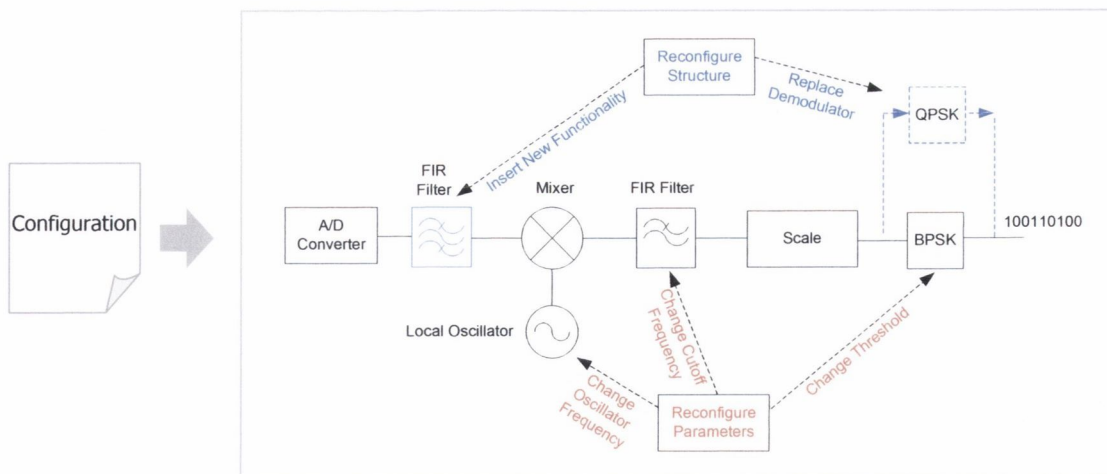 Reconfigure
Structure
Replace
Demodulator
QPSK
Insert New Functionality
FIR
Filter
Mixer
FIR Filter
Configuration
A/D
Converter
Scale
BPSK
100110100
Local Oscillator
Change Cutoff
Frequency
Change Threshold
Change
Oscillator
Frequency
Reconfigure
Parameters